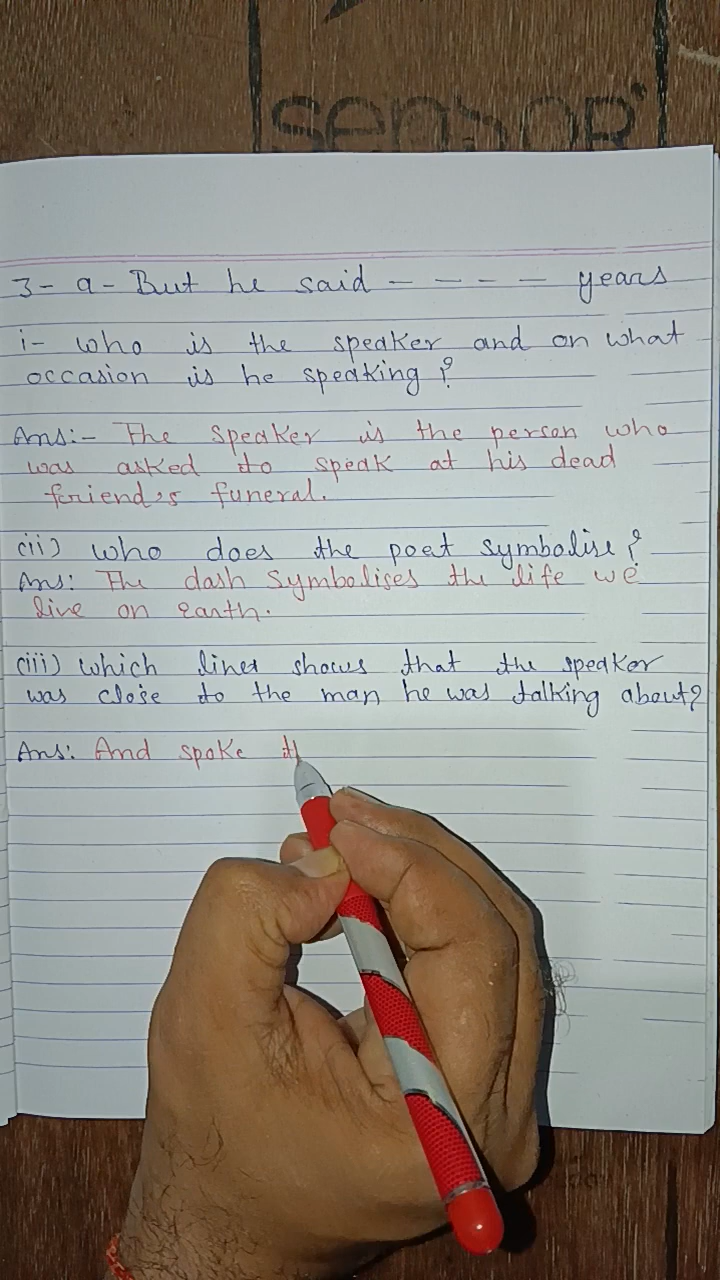 SENSOR
3- a- But he said - - - - years
i- who is the speaker and on what
occasion is he speaking?
Ans:- The speaker is the person who
was asked to speak at his dead
friend's funeral.
(ii) who does the poet symbolise?
Ans: The dash symbolises the life we
live on earth.
(iii) which lines shows that the speaker
was close to the man he was talking about?
Ans: And spoke th